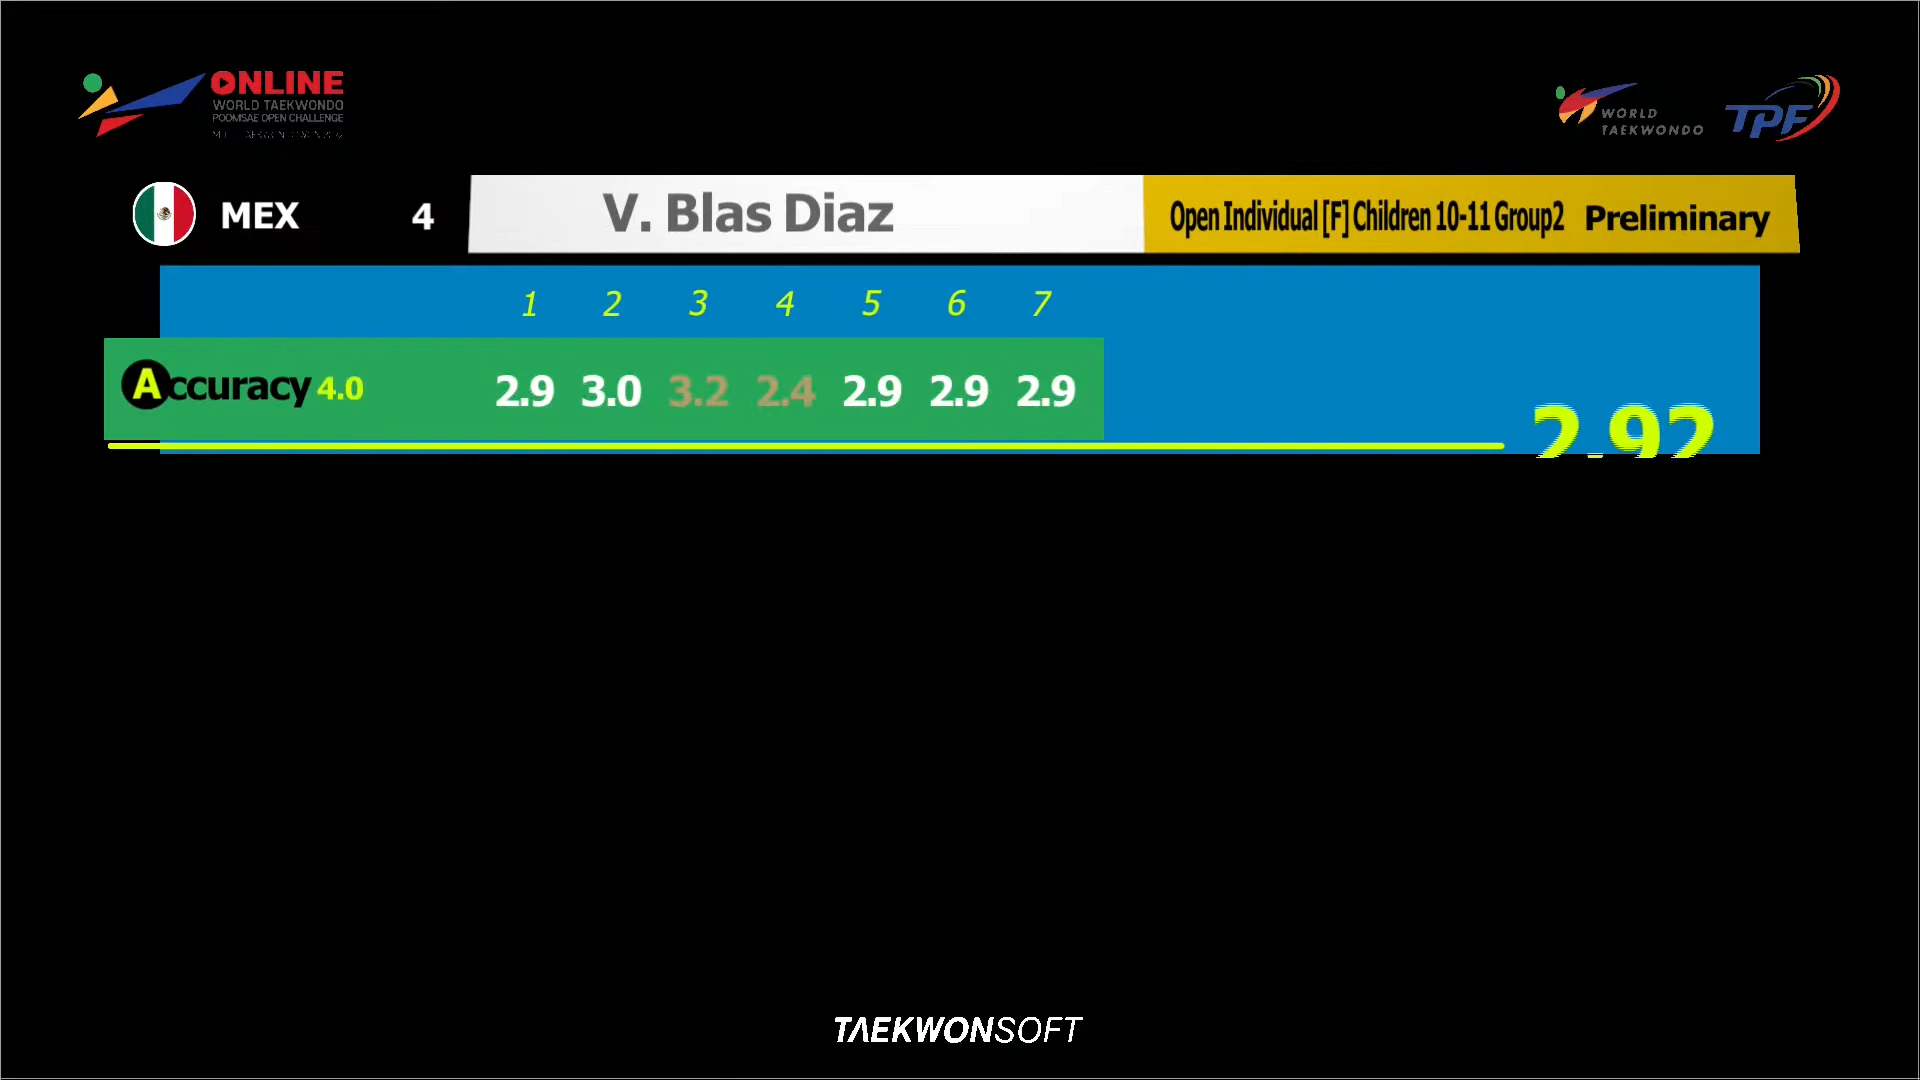 ONLINE
WORLD TAEKWONDO
POOMSAE OPEN CHALLENGE
WORLD
TAEKWONDO
TPF
MEX 4 V. Blas Diaz Open Individual [F] Children 10-11 Group2 Preliminary
1 2 3 4 5 6 7
Accuracy 4.0 2.9 3.0 3.2 2.4 2.9 2.9 2.9
2.92
TAEKWONSOFT